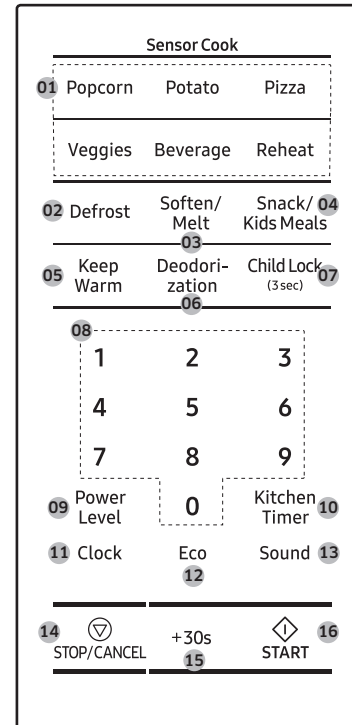 Sensor Cook
01 Popcorn Potato Pizza
Veggies Beverage Reheat
02 Defrost Soften/ Melt 03 Snack/ Kids Meals 04
05 Keep Warm Deodori- zation 06 Child Lock (3 sec) 07
08
1 2 3
4 5 6
7 8 9
09 Power Level 0 Kitchen Timer 10
11 Clock Eco 12 Sound 13
14 STOP/CANCEL +30s 15 START 16